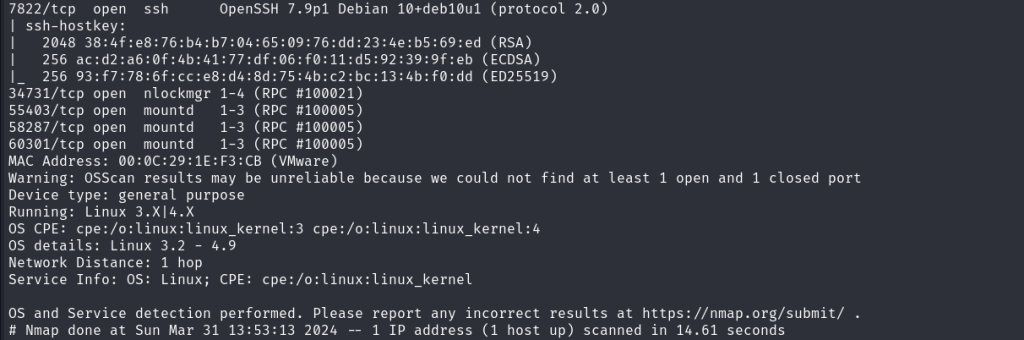 7822/tcp  open  ssh      OpenSSH 7.9p1 Debian 10+deb10u1 (protocol 2.0)
| ssh-hostkey:
|   2048 38:4f:e8:76:b4:b7:04:65:09:76:dd:23:4e:b5:69:ed (RSA)
|   256 ac:d2:a6:0f:4b:41:77:df:06:f0:11:d5:92:39:9f:eb (ECDSA)
|_  256 93:f7:78:6f:cc:e8:d4:8d:75:4b:c2:bc:13:4b:f0:dd (ED25519)
34731/tcp open  nlockmgr 1-4 (RPC #100021)
55403/tcp open  mountd   1-3 (RPC #100005)
58287/tcp open  mountd   1-3 (RPC #100005)
60301/tcp open  mountd   1-3 (RPC #100005)
MAC Address: 00:0C:29:1E:F3:CB (VMware)
Warning: OSScan results may be unreliable because we could not find at least 1 open and 1 closed port
Device type: general purpose
Running: Linux 3.X|4.X
OS CPE: cpe:/o:linux:linux_kernel:3 cpe:/o:linux:linux_kernel:4
OS details: Linux 3.2 - 4.9
Network Distance: 1 hop
Service Info: OS: Linux; CPE: cpe:/o:linux:linux_kernel
OS and Service detection performed. Please report any incorrect results at https://nmap.org/submit/ .
# Nmap done at Sun Mar 31 13:53:13 2024 -- 1 IP address (1 host up) scanned in 14.61 seconds